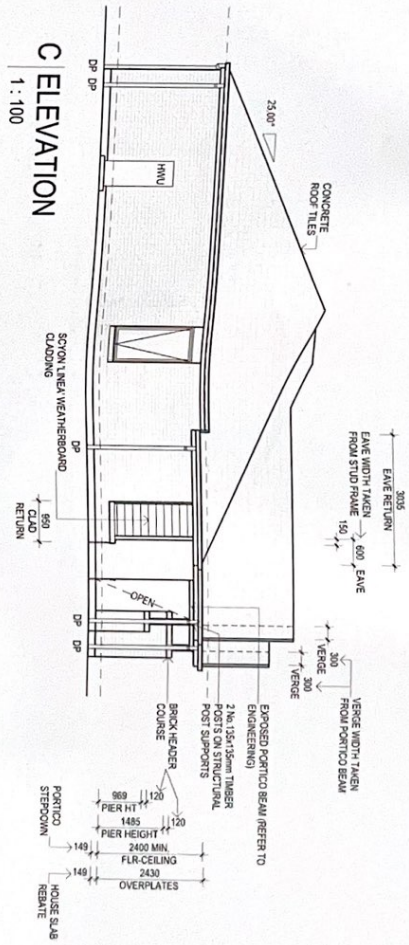 3035
EAVE RETURN
EAVE WIDTH TAKEN
FROM STUD FRAME
600
EAVE
150
VERGE WIDTH TAKEN
FROM PORTICO BEAM
300
VERGE
300
VERGE
CONCRETE
ROOF TILES
25.00°
EXPOSED PORTICO BEAM (REFER TO
ENGINEERING)
2 No.135x135mm TIMBER
POSTS ON STRUCTURAL
POST SUPPORTS
HWU
OPEN
BRICK HEADER
COURSE
DP
DP
DP
DP
DP
SCYON 'LINEA' WEATHERBOARD
CLADDING
950
CLAD
RETURN
969
PIER HT
120
1485
PIER HEIGHT
120
2400 MIN.
FLR-CEILING
2430
OVERPLATES
149
PORTICO
STEPDOWN
149
HOUSE SLAB
REBATE
C ELEVATION
1 : 100